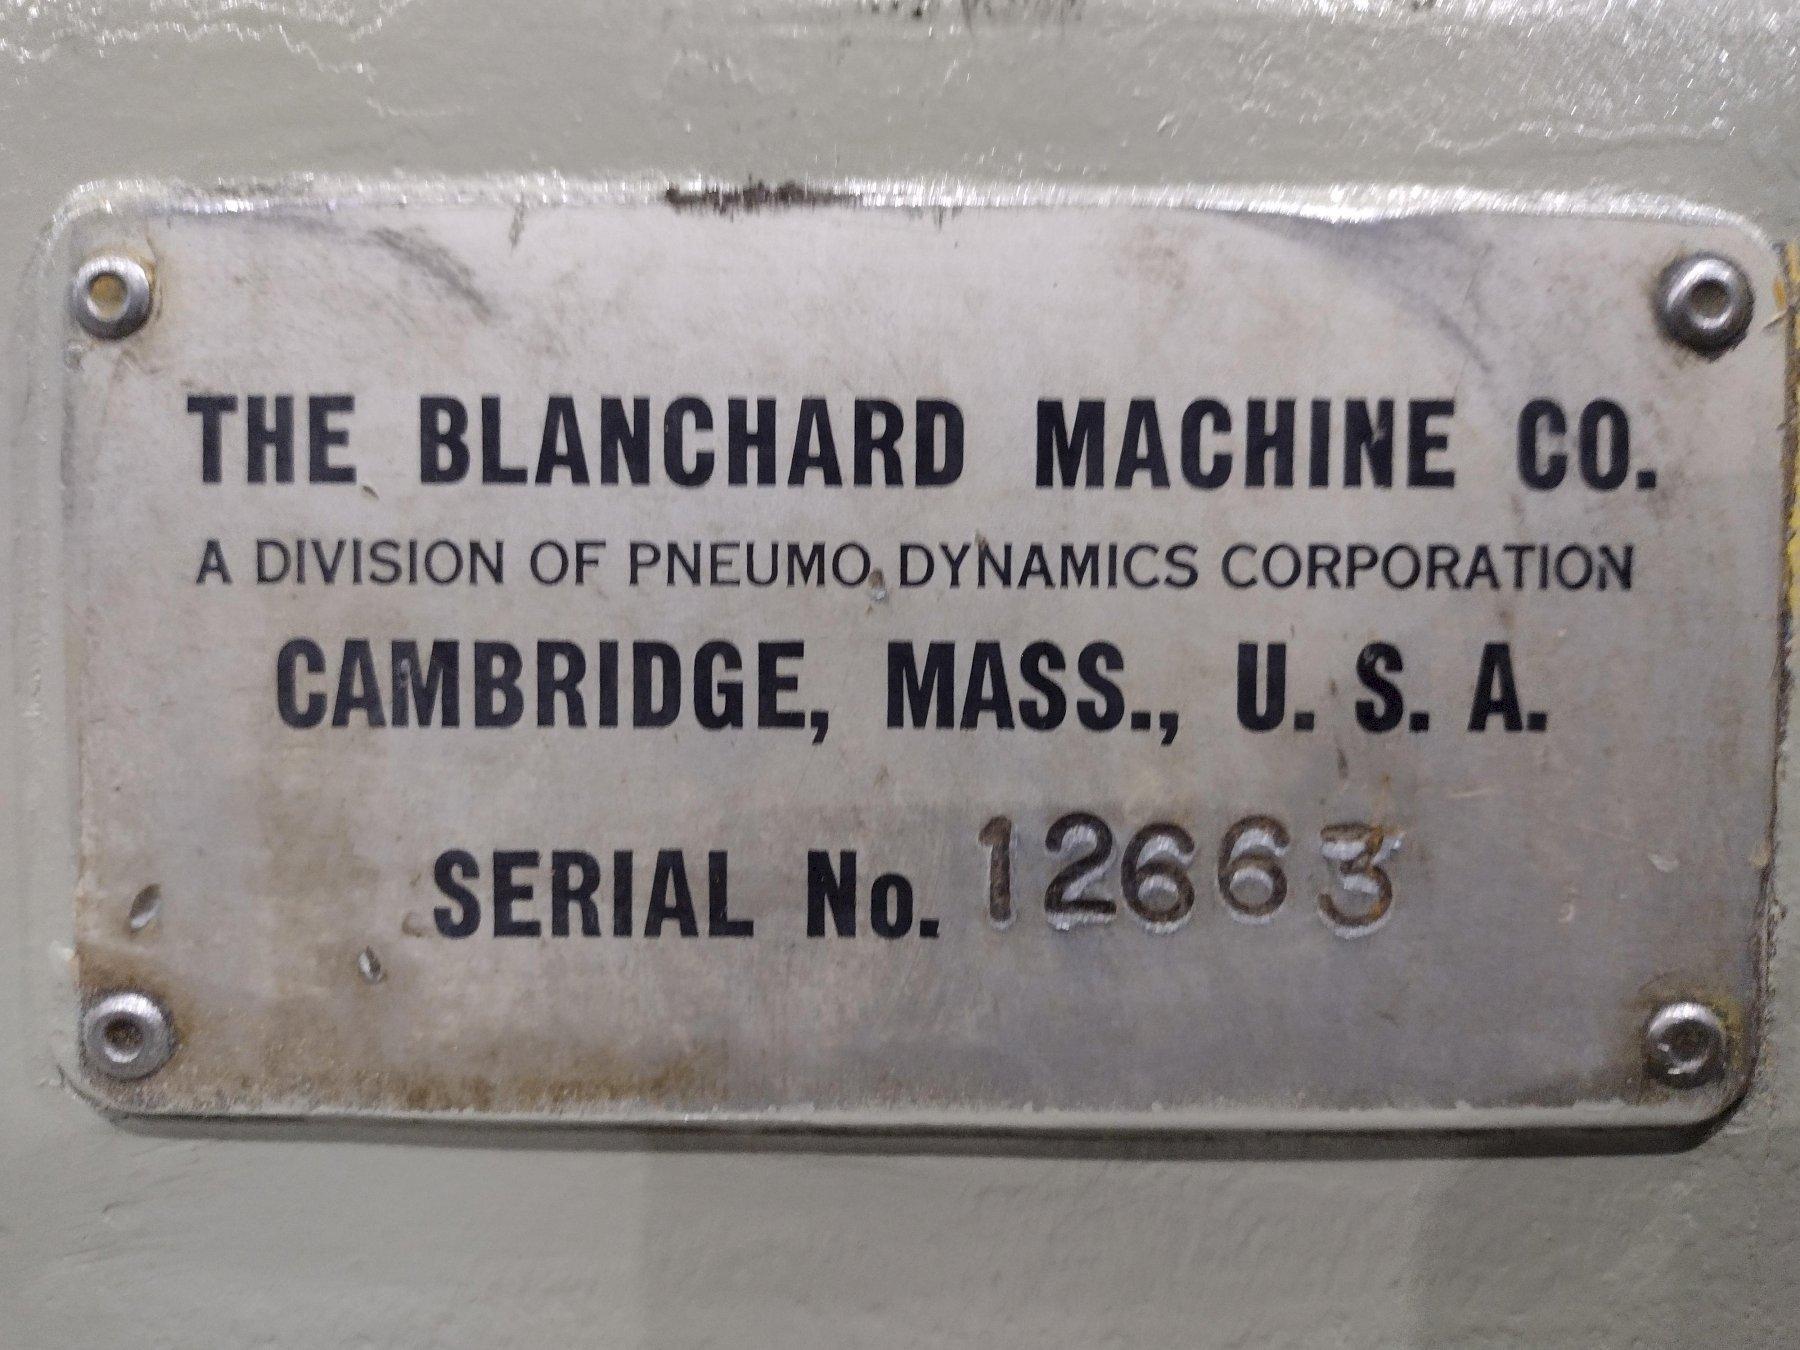 THE BLANCHARD MACHINE CO.
A DIVISION OF PNEUMO DYNAMICS CORPORATION
CAMBRIDGE, MASS., U. S. A.
SERIAL No. 12663